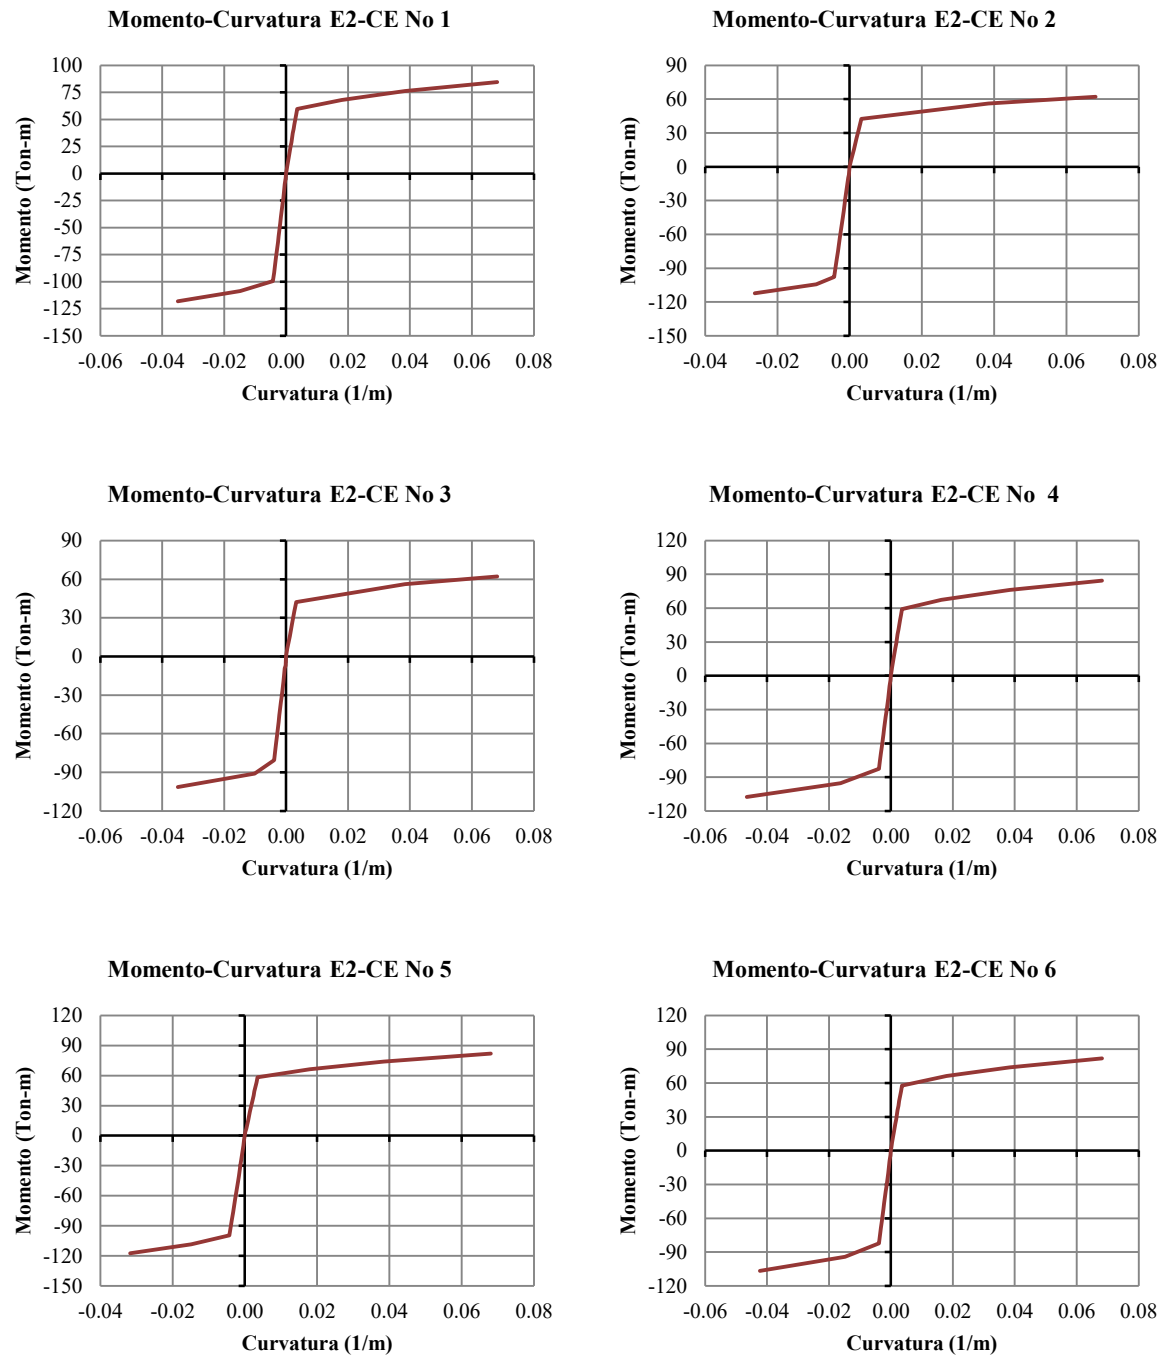 Momento-Curvatura E2-CE No 1
Momento (Ton-m)
100
75
50
25
0
-25
-50
-75
-100
-125
-150
-0.06 -0.04 -0.02 0.00 0.02 0.04 0.06 0.08
Curvatura (1/m)
Momento-Curvatura E2-CE No 2
Momento (Ton-m)
90
60
30
0
-30
-60
-90
-120
-150
-0.04 -0.02 0.00 0.02 0.04 0.06 0.08
Curvatura (1/m)
Momento-Curvatura E2-CE No 3
Momento (Ton-m)
90
60
30
0
-30
-60
-90
-120
-0.06 -0.04 -0.02 0.00 0.02 0.04 0.06 0.08
Curvatura (1/m)
Momento-Curvatura E2-CE No 4
Momento (Ton-m)
120
90
60
30
0
-30
-60
-90
-120
-0.06 -0.04 -0.02 0.00 0.02 0.04 0.06 0.08
Curvatura (1/m)
Momento-Curvatura E2-CE No 5
Momento (Ton-m)
120
90
60
30
0
-30
-60
-90
-120
-150
-0.04 -0.02 0.00 0.02 0.04 0.06 0.08
Curvatura (1/m)
Momento-Curvatura E2-CE No 6
Momento (Ton-m)
120
90
60
30
0
-30
-60
-90
-120
-0.06 -0.04 -0.02 0.00 0.02 0.04 0.06 0.08
Curvatura (1/m)